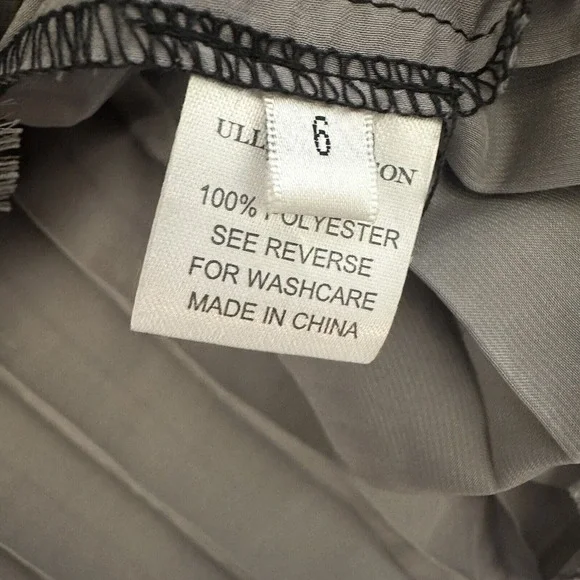 6
100% POLYESTER
SEE REVERSE
FOR WASHCARE
MADE IN CHINA